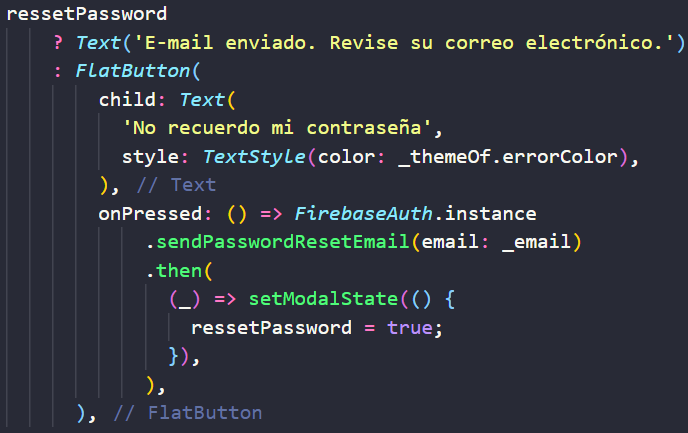 ressetPassword
? Text('E-mail enviado. Revise su correo electrónico.')
: FlatButton(
child: Text(
'No recuerdo mi contraseña',
style: TextStyle(color: _themeOf.errorColor),
), // Text
onPressed: () => FirebaseAuth.instance
.sendPasswordResetEmail(email: _email)
.then(
(_) => setModalState(() {
ressetPassword = true;
}),
),
), // FlatButton